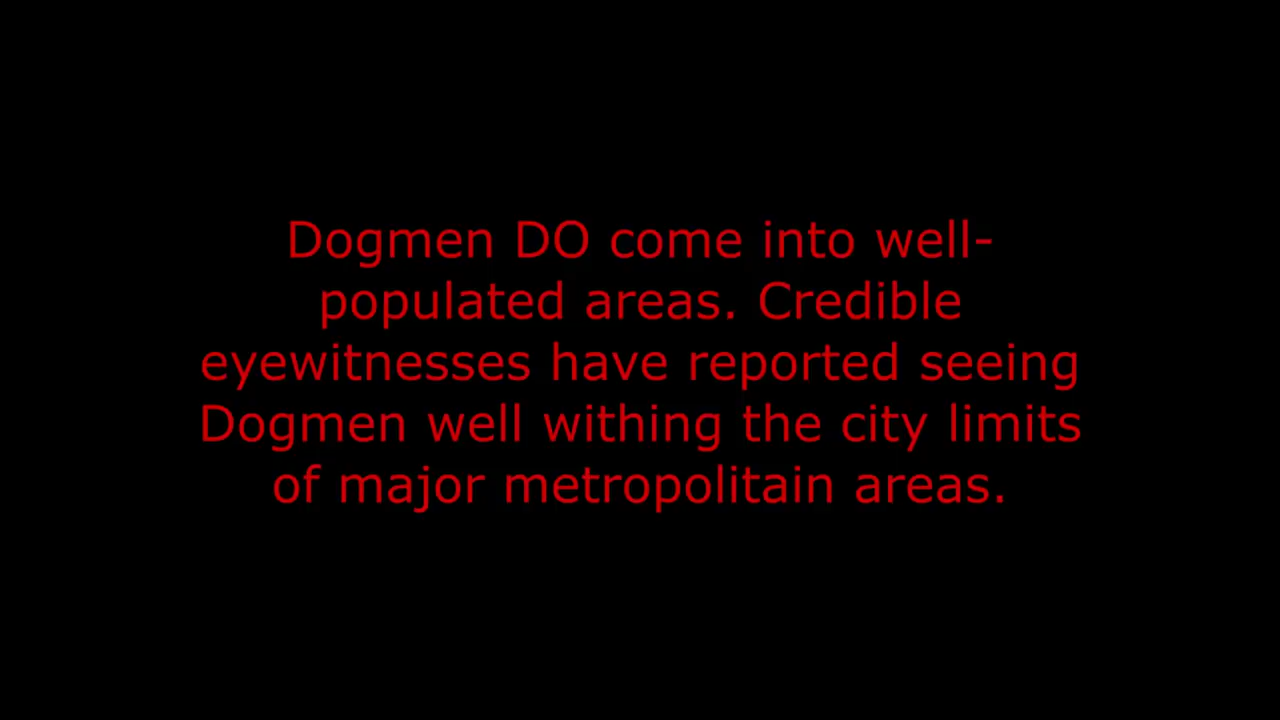 Dogmen DO come into well-
populated areas. Credible
eyewitnesses have reported seeing
Dogmen well withing the city limits
of major metropolitain areas.